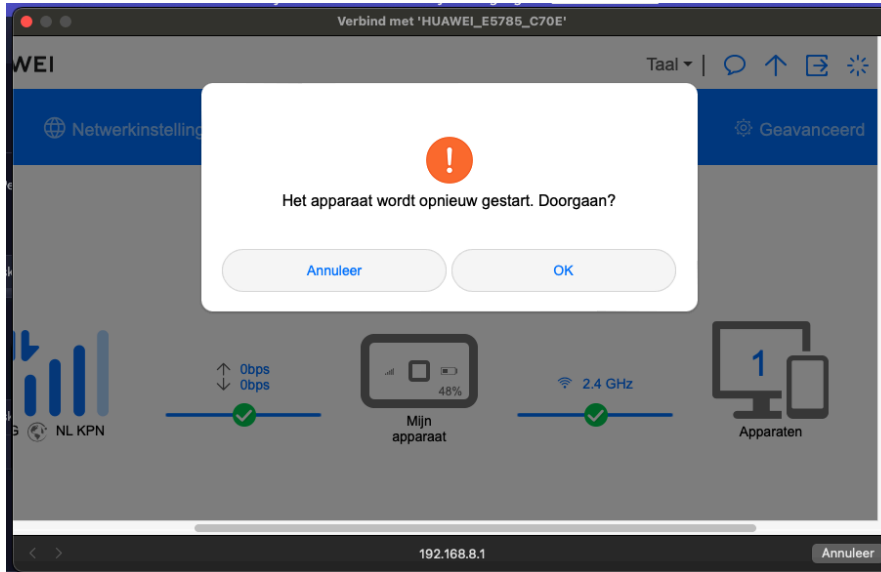 Verbind met 'HUAWEI_E5785_C70E'
WEI
Taal
Netwerkinstelling
Geavanceerd
Het apparaat wordt opnieuw gestart. Doorgaan?
Annuleer
OK
0bps
0bps
48%
2.4 GHz
1
G NL KPN
Mijn
apparaat
Apparaten
192.168.8.1
Annuleer